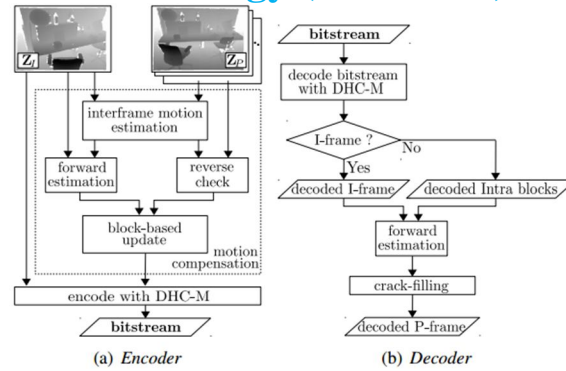 Z_I
Z_P
interframe motion
estimation
forward
estimation
reverse
check
block-based
update
motion
compensation
encode with DHC-M
bitstream
(a) Encoder
bitstream
decode bitstream
with DHC-M
I-frame ?
No
Yes
decoded I-frame
decoded Intra blocks
forward
estimation
crack-filling
decoded P-frame
(b) Decoder